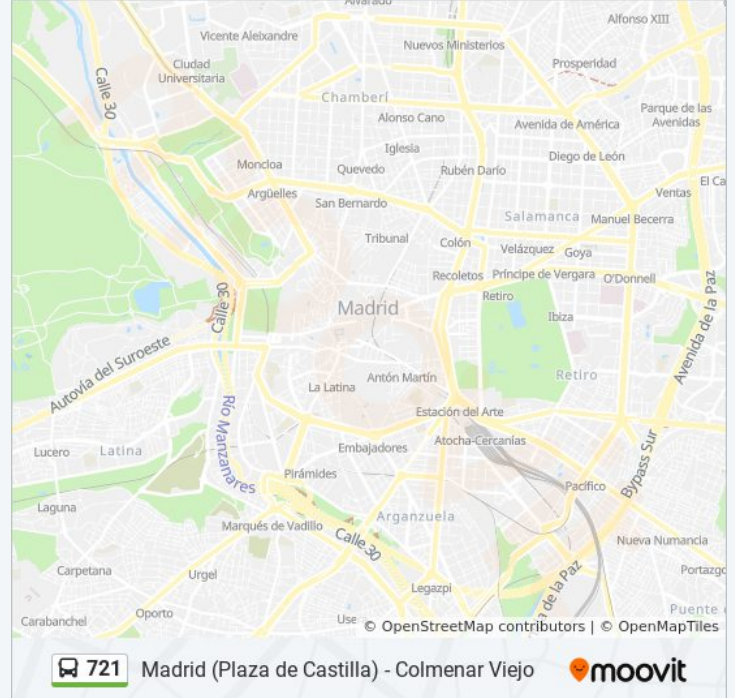 Alvarado
Alfonso XIII
Vicente Aleixandre
Nuevos Ministerios
Ciudad
Universitaria
Prosperidad
Calle 30
Chamberí
Parque de las
Avenidas
Alonso Cano
Avenida de América
Iglesia
Diego de León
Moncloa
Quevedo
Rubén Darío
El Ca
Argüelles
Ventas
San Bernardo
Salamanca
Manuel Becerra
Tribunal
Colón
Velázquez
Goya
Recoletos
Príncipe de Vergara
O'Donnell
Retiro
Calle 30
Madrid
Ibiza
Avenida de la Paz
Autovía del Suroeste
La Latina
Antón Martín
Retiro
Río Manzanares
Estación del Arte
Atocha-Cercanías
Lucero
Latina
Embajadores
Bypass Sur
Pirámides
Pacífico
Laguna
Marqués de Vadillo
Arganzuela
Calle 30
Nueva Numancia
Carpetana
Urgel
Portazgo
Legazpi
a de la Paz
Carabanchel
Oporto
Use
Puente
© OpenStreetMap contributors | © OpenMapTiles
721 Madrid (Plaza de Castilla) - Colmenar Viejo moovit